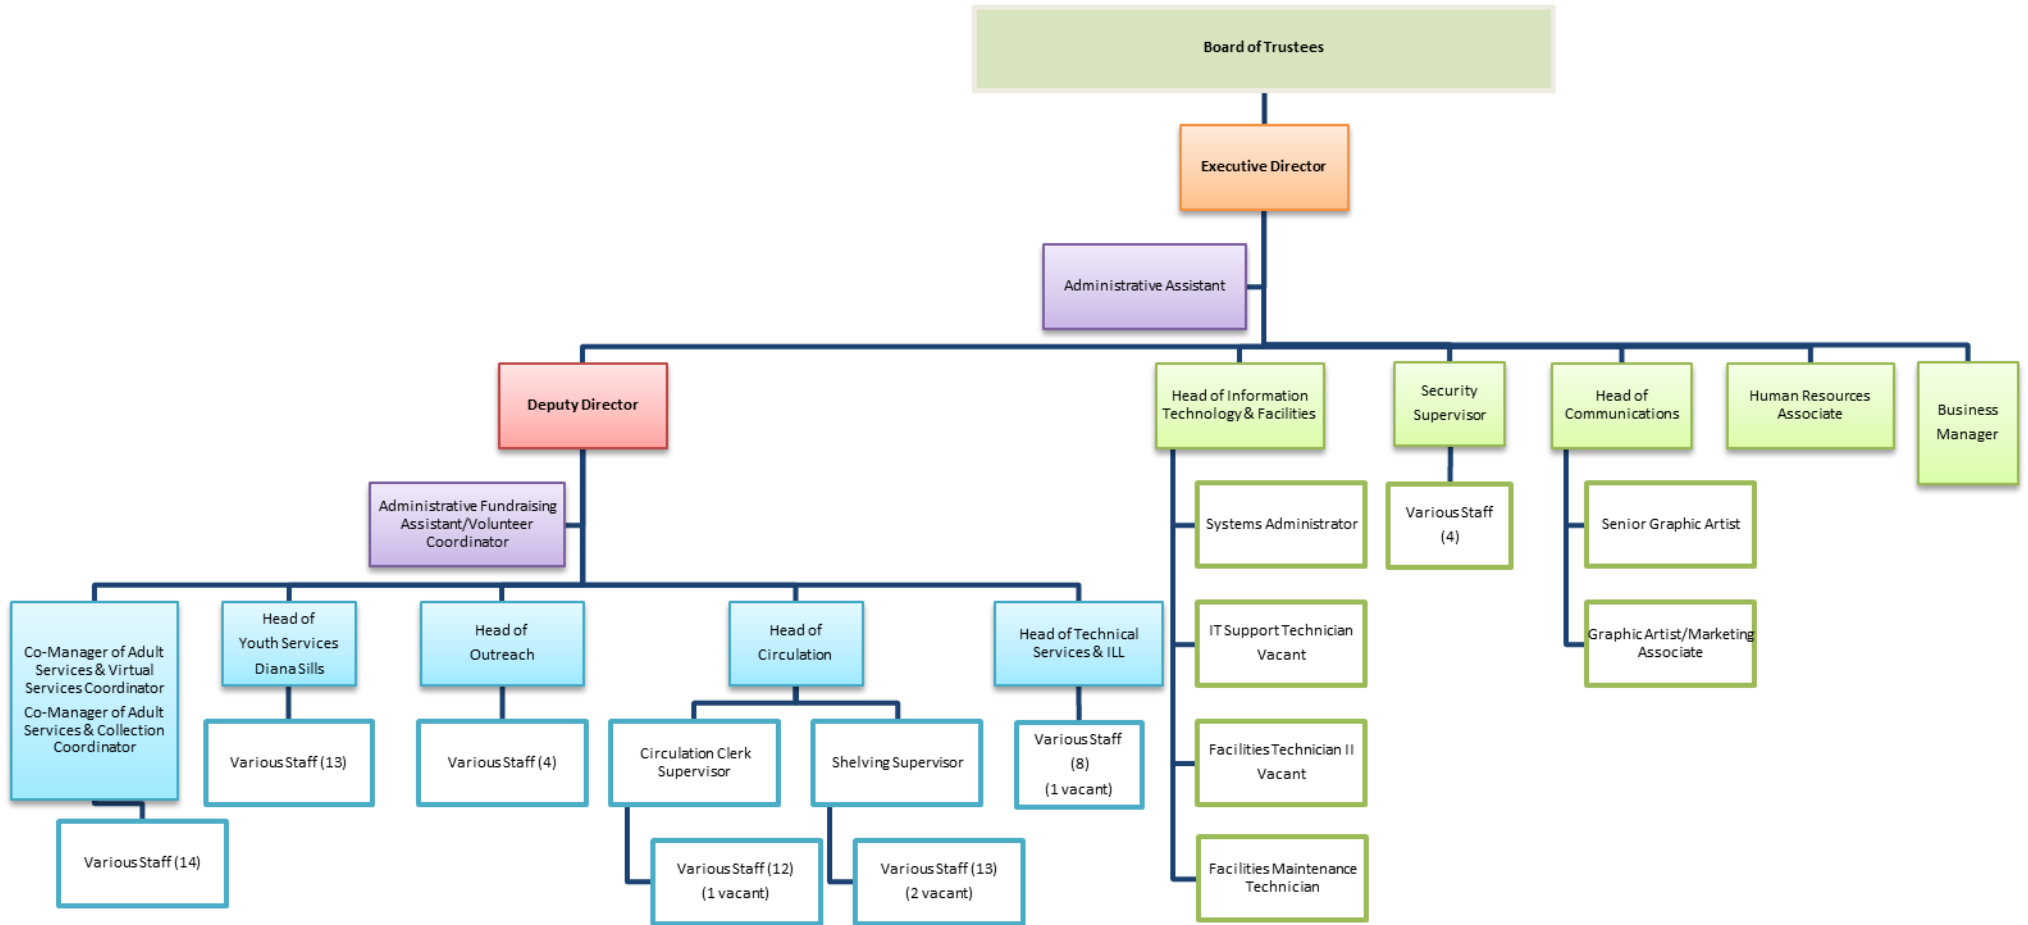 Board of Trustees
Executive Director
Administrative Assistant
Deputy Director
Head of Information
Technology & Facilities
Security
Supervisor
Head of
Communications
Human Resources
Associate
Business
Manager
Administrative Fundraising
Assistant/Volunteer
Coordinator
Systems Administrator
Various Staff
(4)
Senior Graphic Artist
Co-Manager of Adult
Services & Virtual
Services Coordinator
Co-Manager of Adult
Services & Collection
Coordinator
Head of
Youth Services
Diana Sills
Head of
Outreach
Head of
Circulation
Head of Technical
Services & ILL
IT Support Technician
Vacant
Graphic Artist/Marketing
Associate
Various Staff (13)
Various Staff (4)
Circulation Clerk
Supervisor
Shelving Supervisor
Various Staff
(8)
(1 vacant)
Facilities Technician II
Vacant
Various Staff (14)
Various Staff (12)
(1 vacant)
Various Staff (13)
(2 vacant)
Facilities Maintenance
Technician